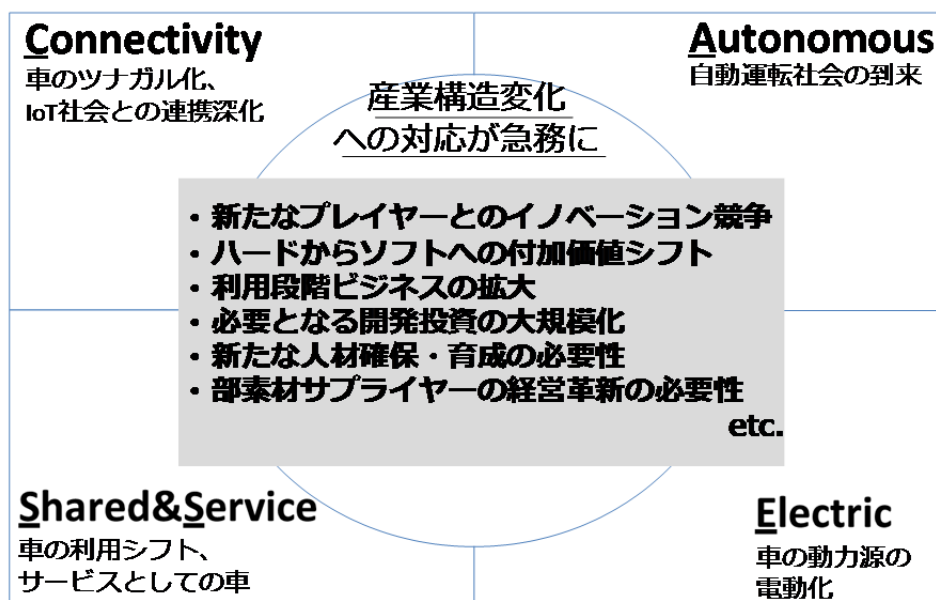 Connectivity
車のツナガル化、
IoT社会との連携深化
Autonomous
自動運転社会の到来
産業構造変化
への対応が急務に
・新たなプレイヤーとのイノベーション競争
・ハードからソフトへの付加価値シフト
・利用段階ビジネスの拡大
・必要となる開発投資の大規模化
・新たな人材確保・育成の必要性
・部素材サプライヤーの経営革新の必要性
etc.
Shared&Service
車の利用シフト、
サービスとしての車
Electric
車の動力源の
電動化